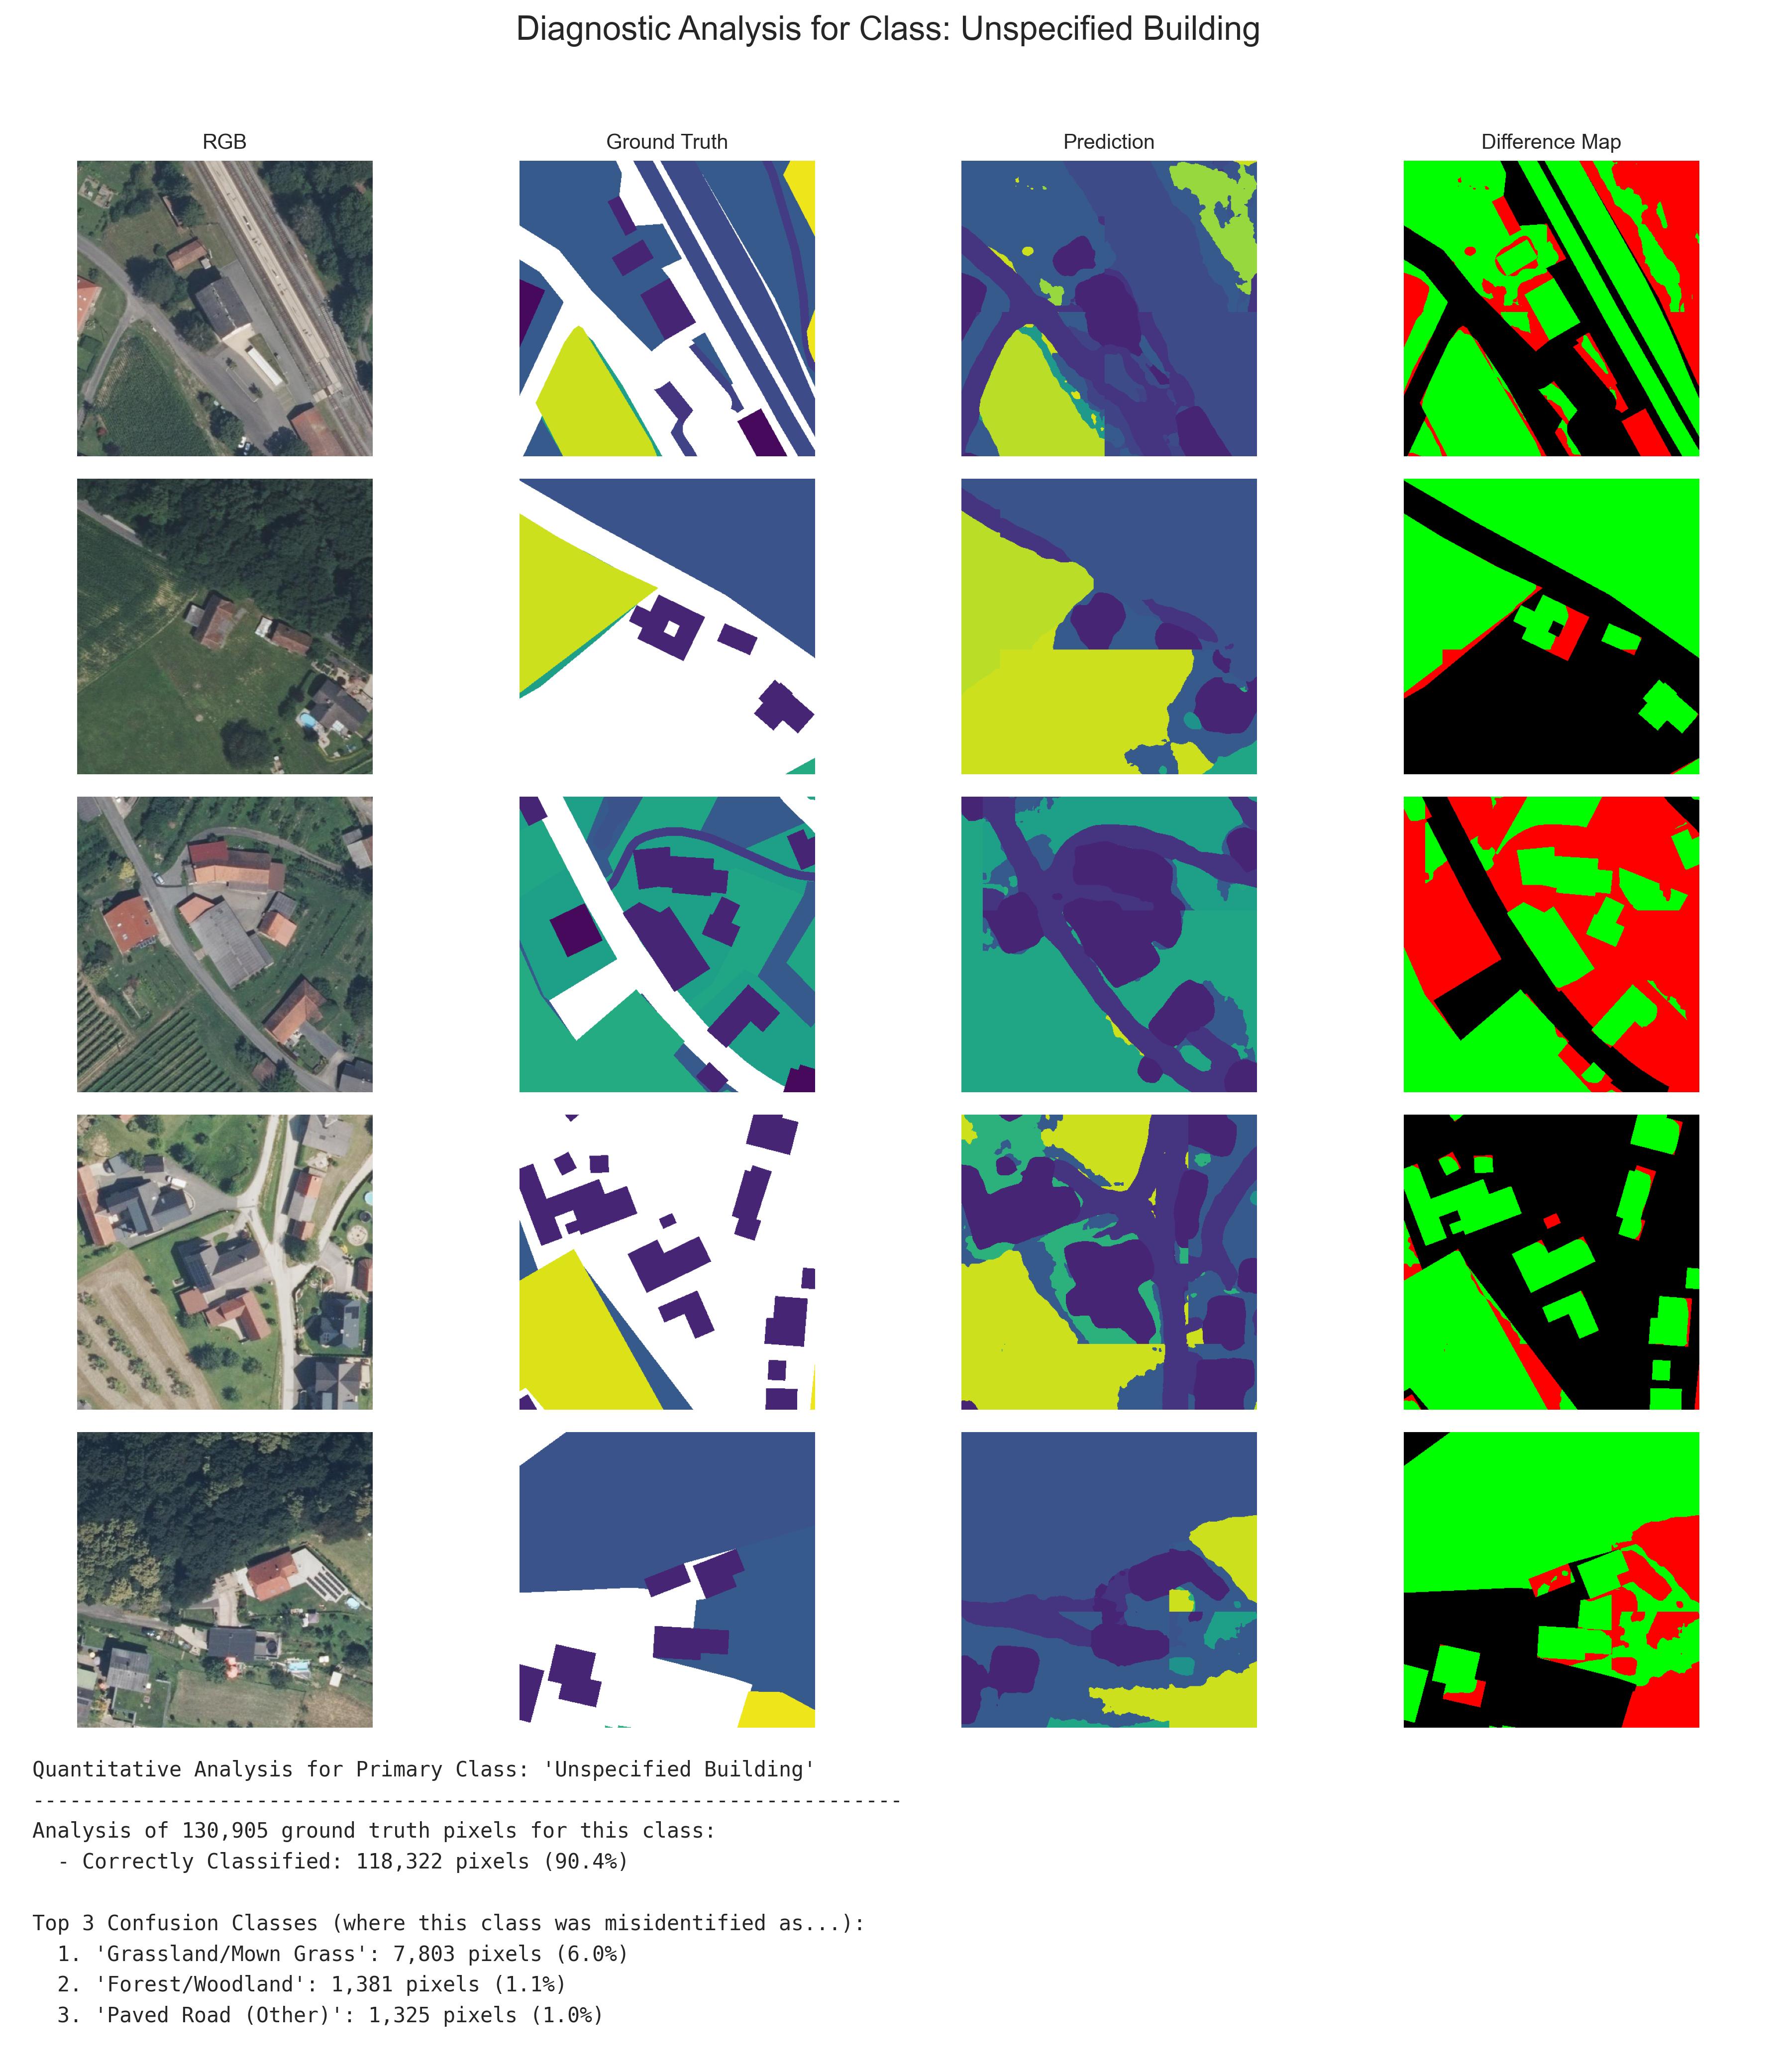 Diagnostic Analysis for Class: Unspecified Building
RGB
Ground Truth
Prediction
Difference Map
Quantitative Analysis for Primary Class: 'Unspecified Building'
----------------------------------------------------------------------
Analysis of 130,905 ground truth pixels for this class:
- Correctly Classified: 118,322 pixels (90.4%)
Top 3 Confusion Classes (where this class was misidentified as...):
1. 'Grassland/Mown Grass': 7,803 pixels (6.0%)
2. 'Forest/Woodland': 1,381 pixels (1.1%)
3. 'Paved Road (Other)': 1,325 pixels (1.0%)